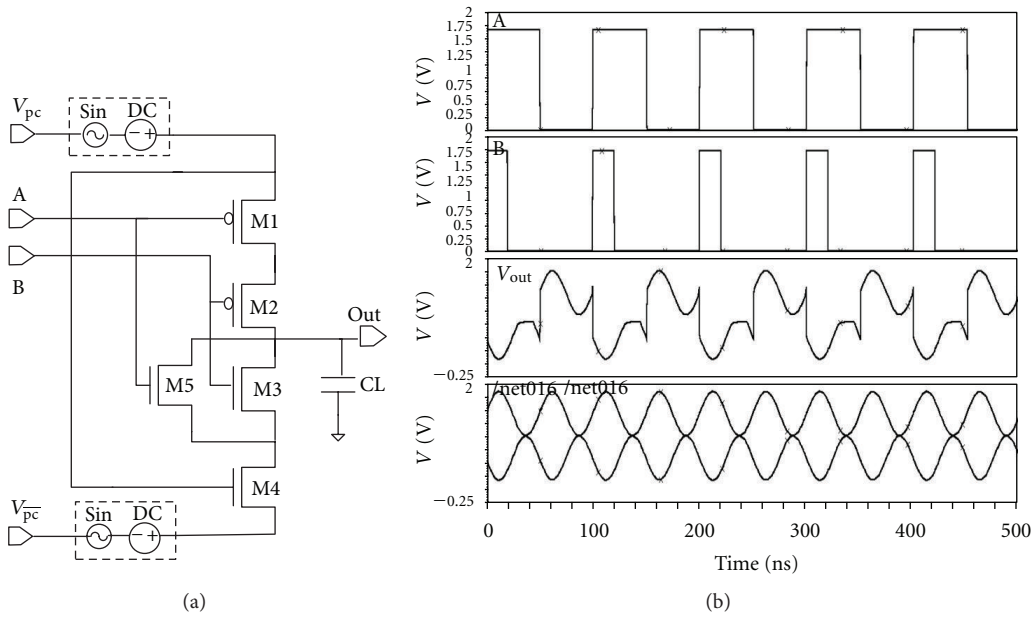 V_pc
Sin DC
− +
A
B
M1
M2
M5
M3
M4
Out
CL
V_p̅c̅
Sin DC
− +
(a)
2
1.75
1.5
1.25
1
0.75
0.5
0.25
0
V (V)
A
2
1.75
1.5
1.25
1
0.75
0.5
0.25
0
V (V)
B
2
−0.25
V (V)
V_out
2
−0.25
V (V)
/net016 /net016
0 100 200 300 400 500
Time (ns)
(b)